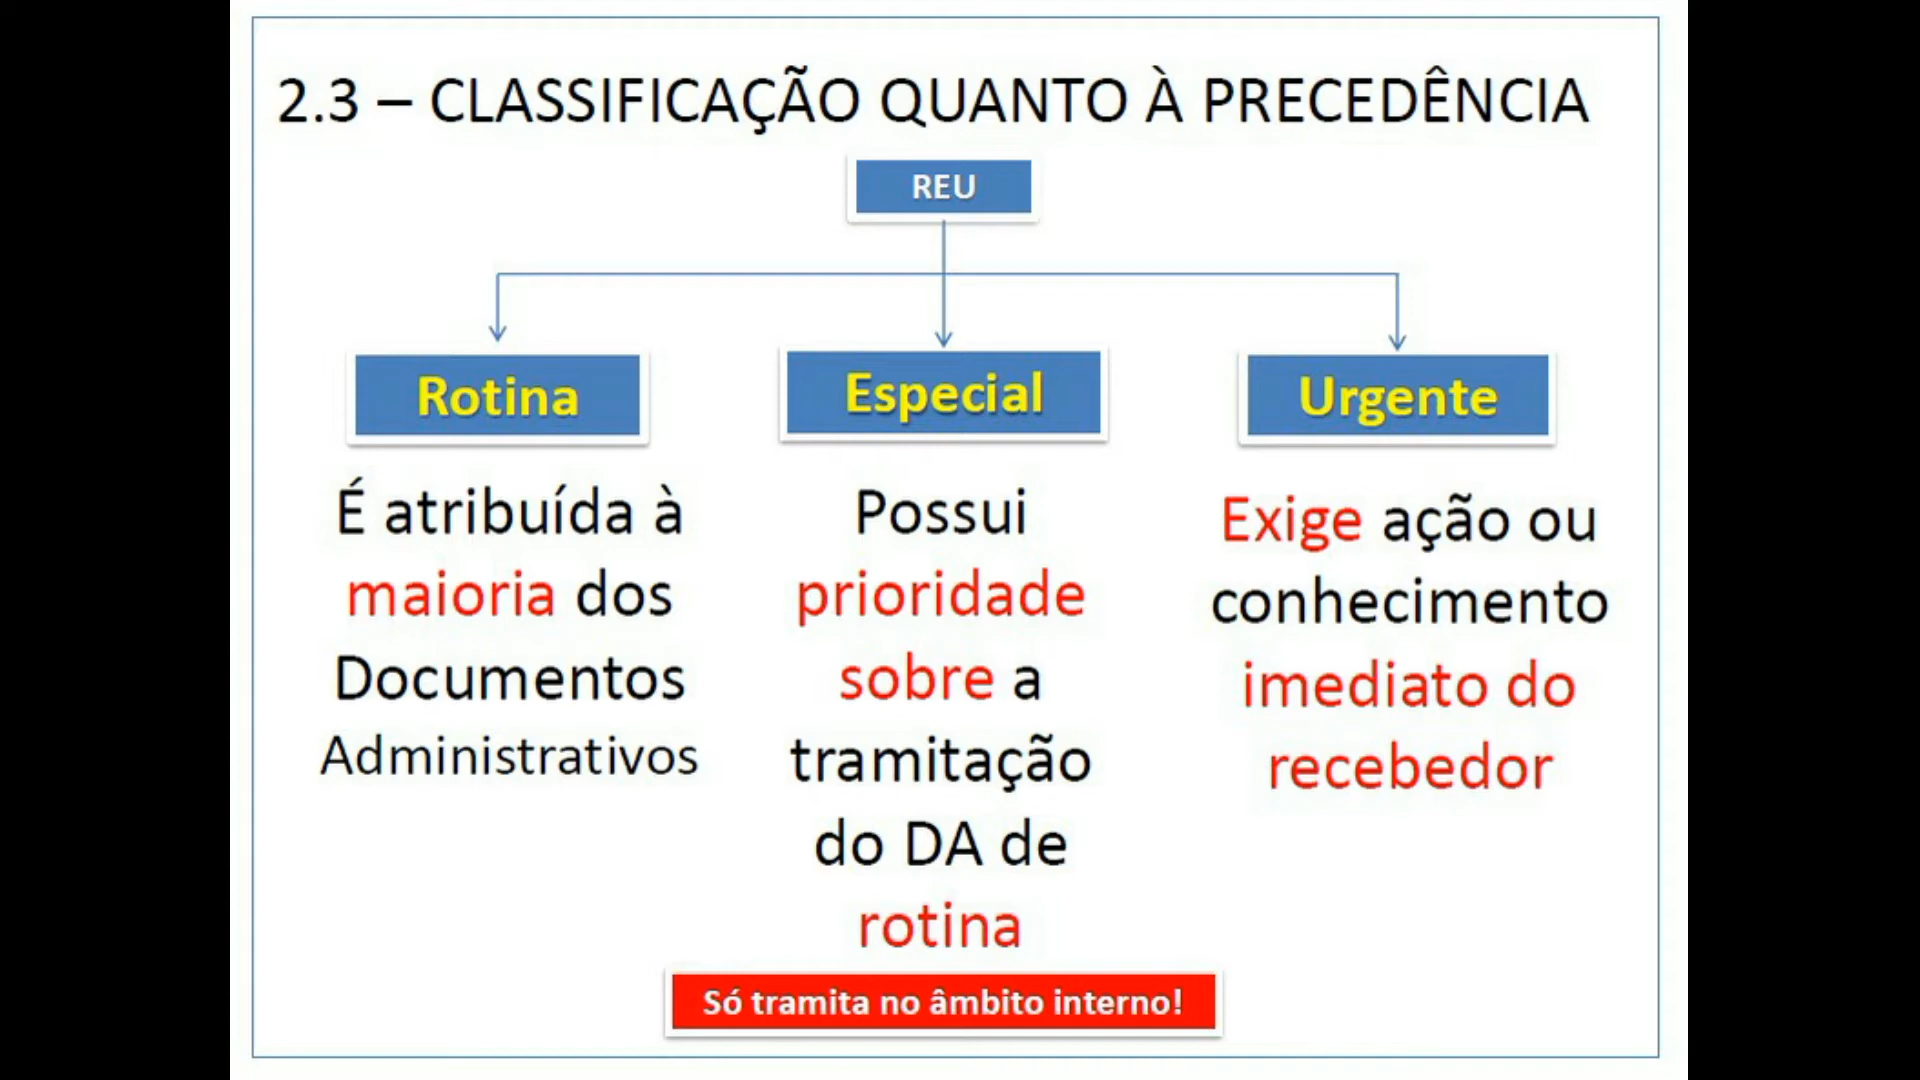 2.3 – CLASSIFICAÇÃO QUANTO À PRECEDÊNCIA
REU
Rotina
É atribuída à
maioria dos
Documentos
Administrativos
Especial
Possui
prioridade
sobre a
tramitação
do DA de
rotina
Urgente
Exige ação ou
conhecimento
imediato do
recebedor
Só tramita no âmbito interno!